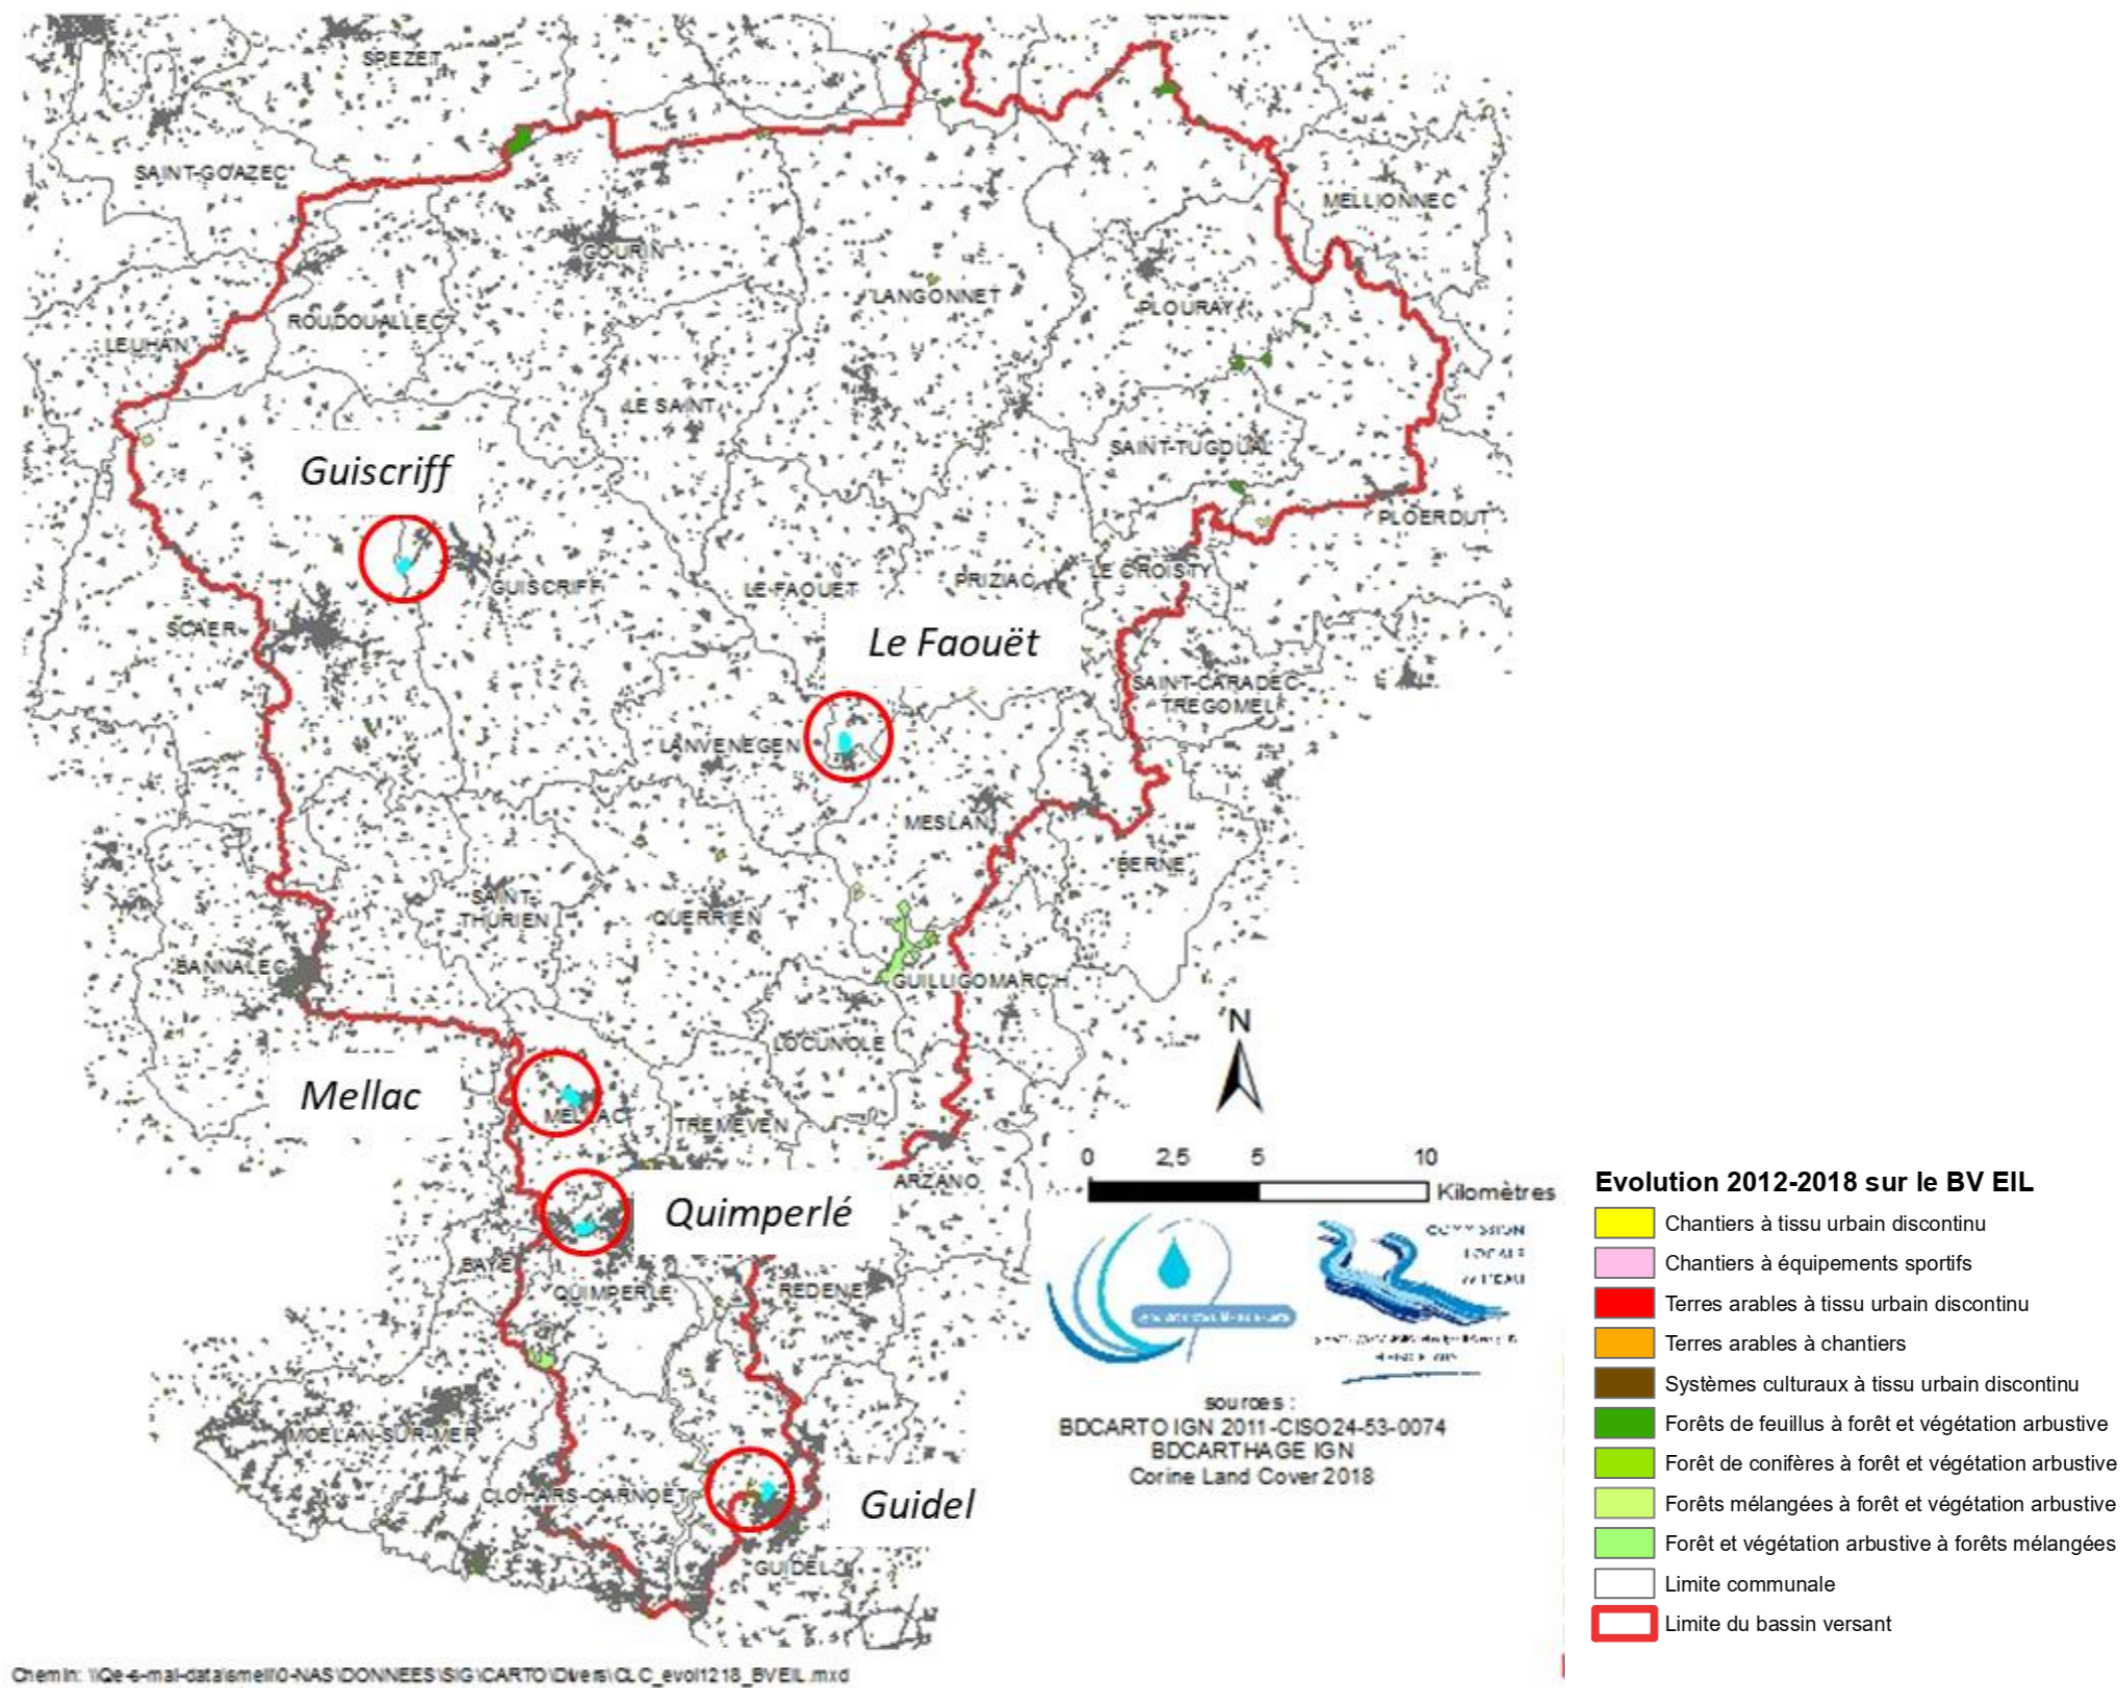 SPEZET
SAINT-GOAZEC
MELLIONNEC
GOURIN
LANGONNET
PLOURAY
ROUDOUALLEC
LEUHAN
LE SAINT
SAINT-TUGDUAL
Guiscriff
PLOERDUT
LE CROISTY
PRIZIAC
GUISCRIFF
LE-FAOUET
SCAER
Le Faouët
SAINT-CARADEC-
TREGOMEL
LANVENEGEN
MESLAN
BERNE
SAINT-
THURIEN
QUERRIEN
BANNALEC
GUILLIGOMARC'H
N
LOCUNOLE
Mellac
MELLAC
TREMEVEN
ARZANO
0 2,5 5 10
Kilomètres
Quimperlé
BAYE
QUIMPERLE
REDENE
COMMISSION
LOCALE
MOELAN-SUR-MER
CLOHARS-CARNOET
Guidel
GUIDEL
sources :
BDCARTO IGN 2011-CISO24-53-0074
BDCARTHAGE IGN
Corine Land Cover 2018
Evolution 2012-2018 sur le BV EIL
Chantiers à tissu urbain discontinu
Chantiers à équipements sportifs
Terres arables à tissu urbain discontinu
Terres arables à chantiers
Systèmes culturaux à tissu urbain discontinu
Forêts de feuillus à forêt et végétation arbustive
Forêt de conifères à forêt et végétation arbustive
Forêts mélangées à forêt et végétation arbustive
Forêt et végétation arbustive à forêts mélangées
Limite communale
Limite du bassin versant